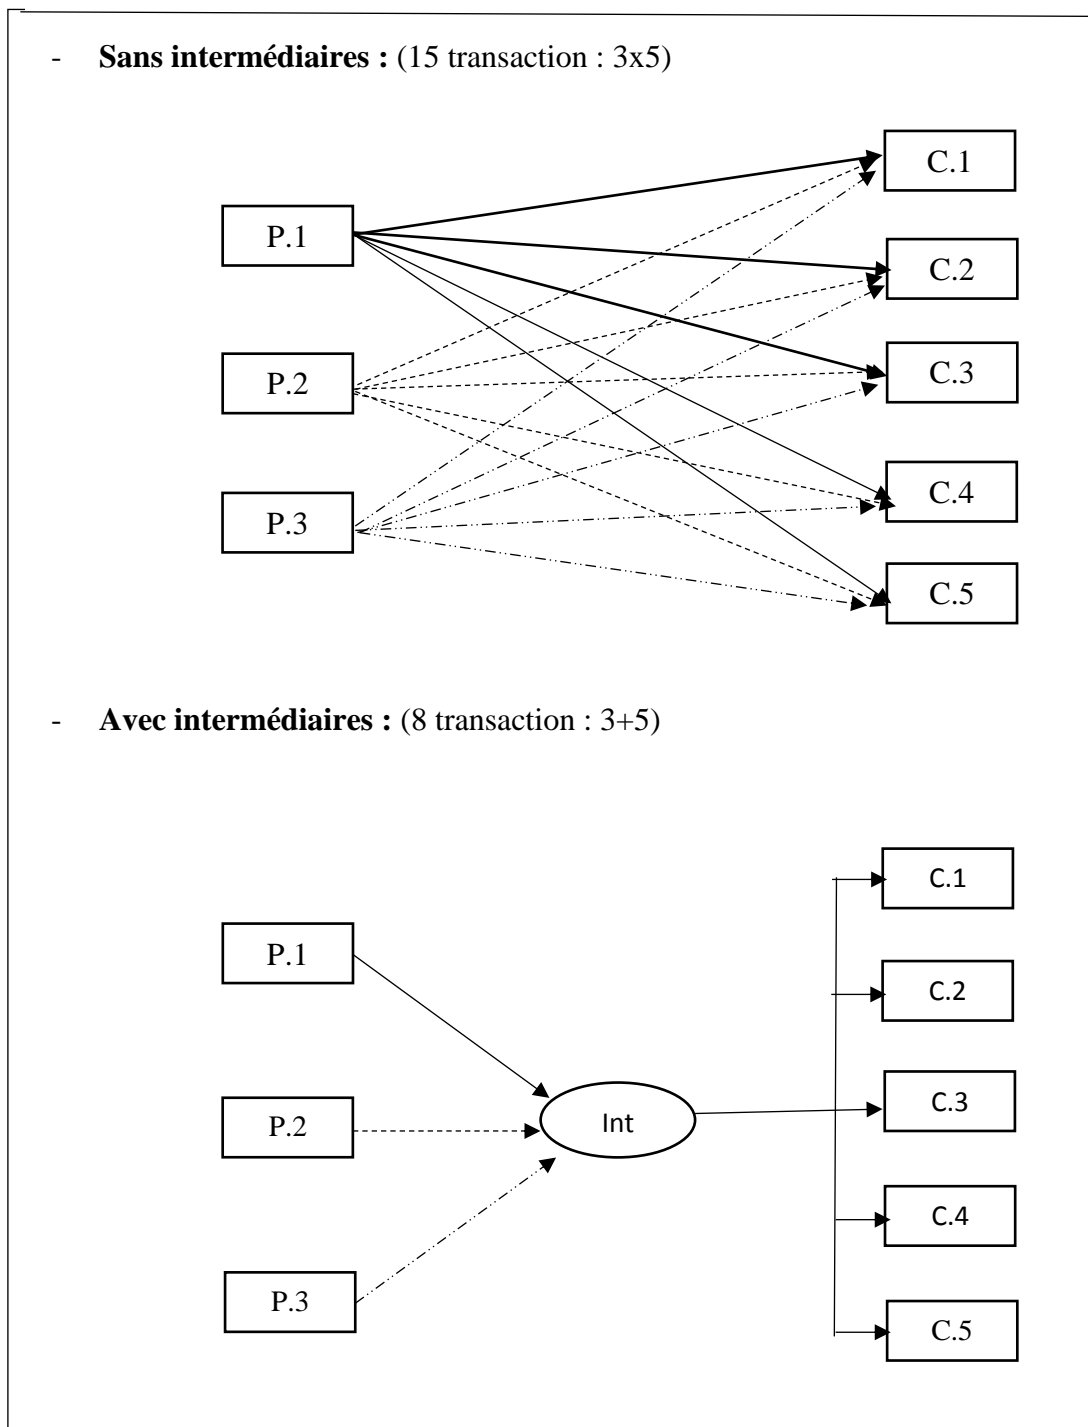 - Sans intermédiaires : (15 transaction : 3x5)
C.1
P.1
C.2
P.2
C.3
P.3
C.4
C.5
- Avec intermédiaires : (8 transaction : 3+5)
C.1
P.1
C.2
P.2
Int
C.3
C.4
P.3
C.5